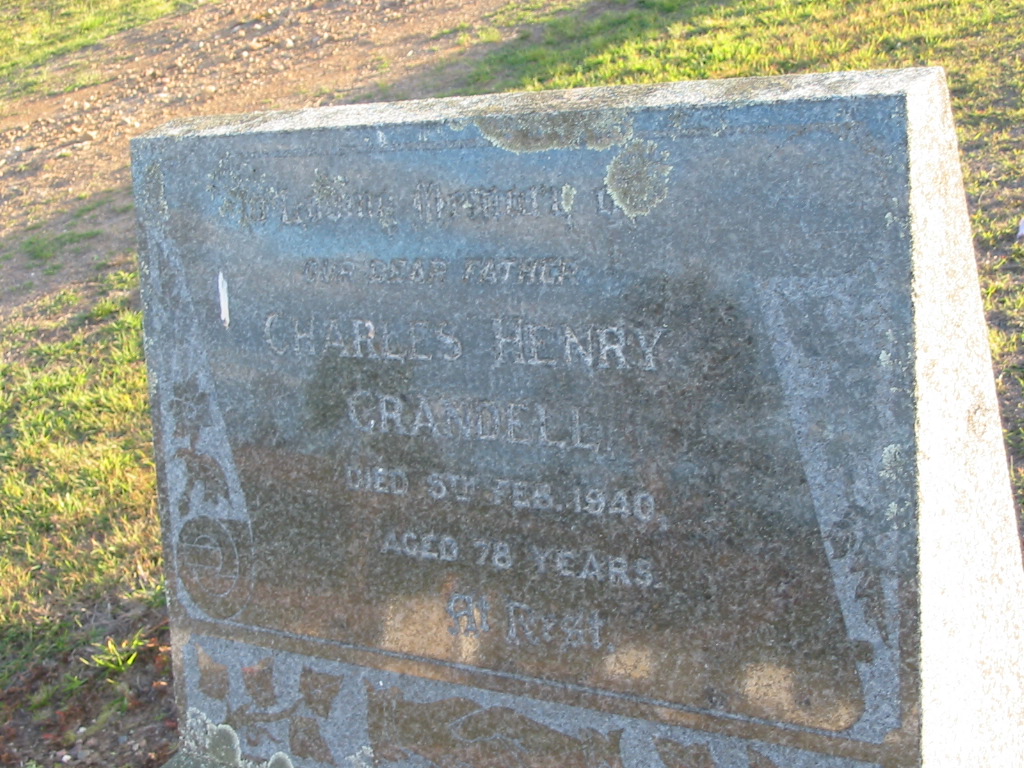 In Loving Memory of
OUR DEAR FATHER
CHARLES HENRY
CRANDELL,
DIED 5TH FEB. 1940,
AGED 78 YEARS.
At Rest